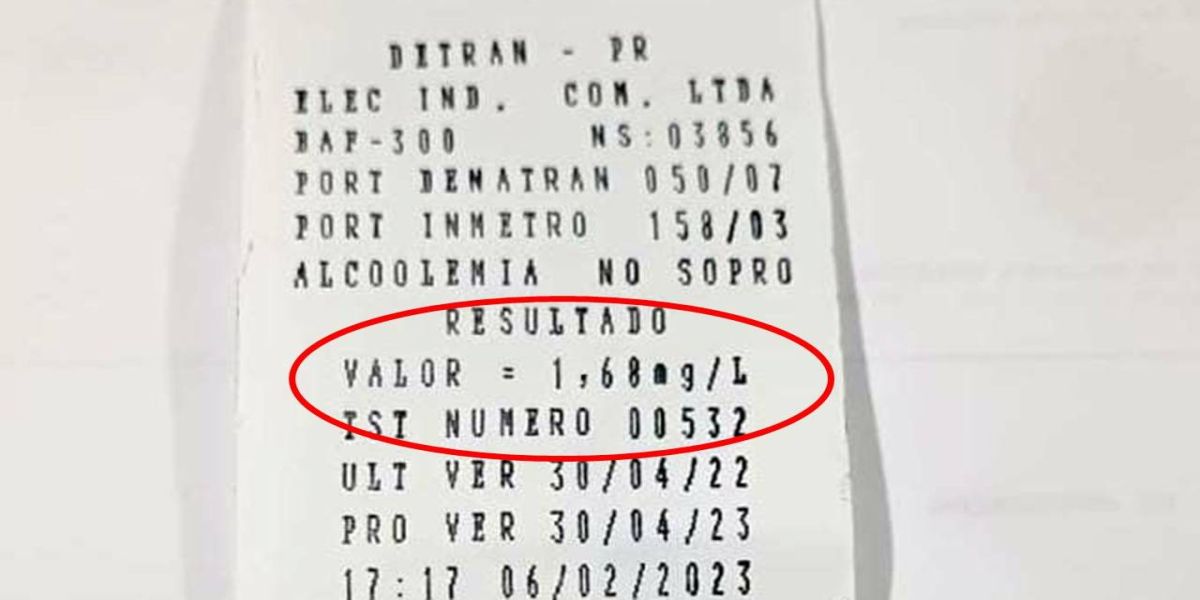 DETRAN - PR
ELEC IND. COM. LTDA
BAF-300 NS:03856
PORT DENATRAN 050/07
PORT INMETRO 158/03
ALCOOLEMIA NO SOPRO
RESULTADO
VALOR = 1,68mg/L
TST NUMERO 00532
ULT VER 30/04/22
PRO VER 30/04/23
17:17 06/02/2023